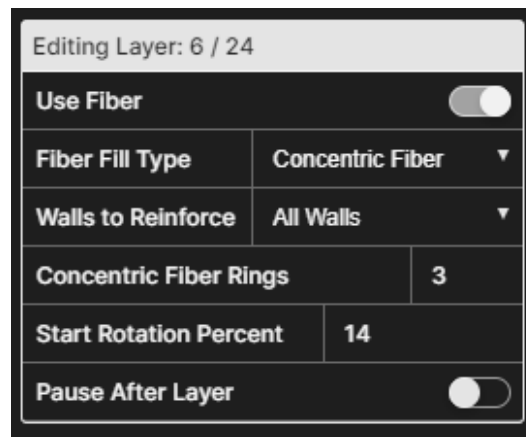 Editing Layer: 6 / 24
Use Fiber
Fiber Fill Type Concentric Fiber
Walls to Reinforce All Walls
Concentric Fiber Rings 3
Start Rotation Percent 14
Pause After Layer